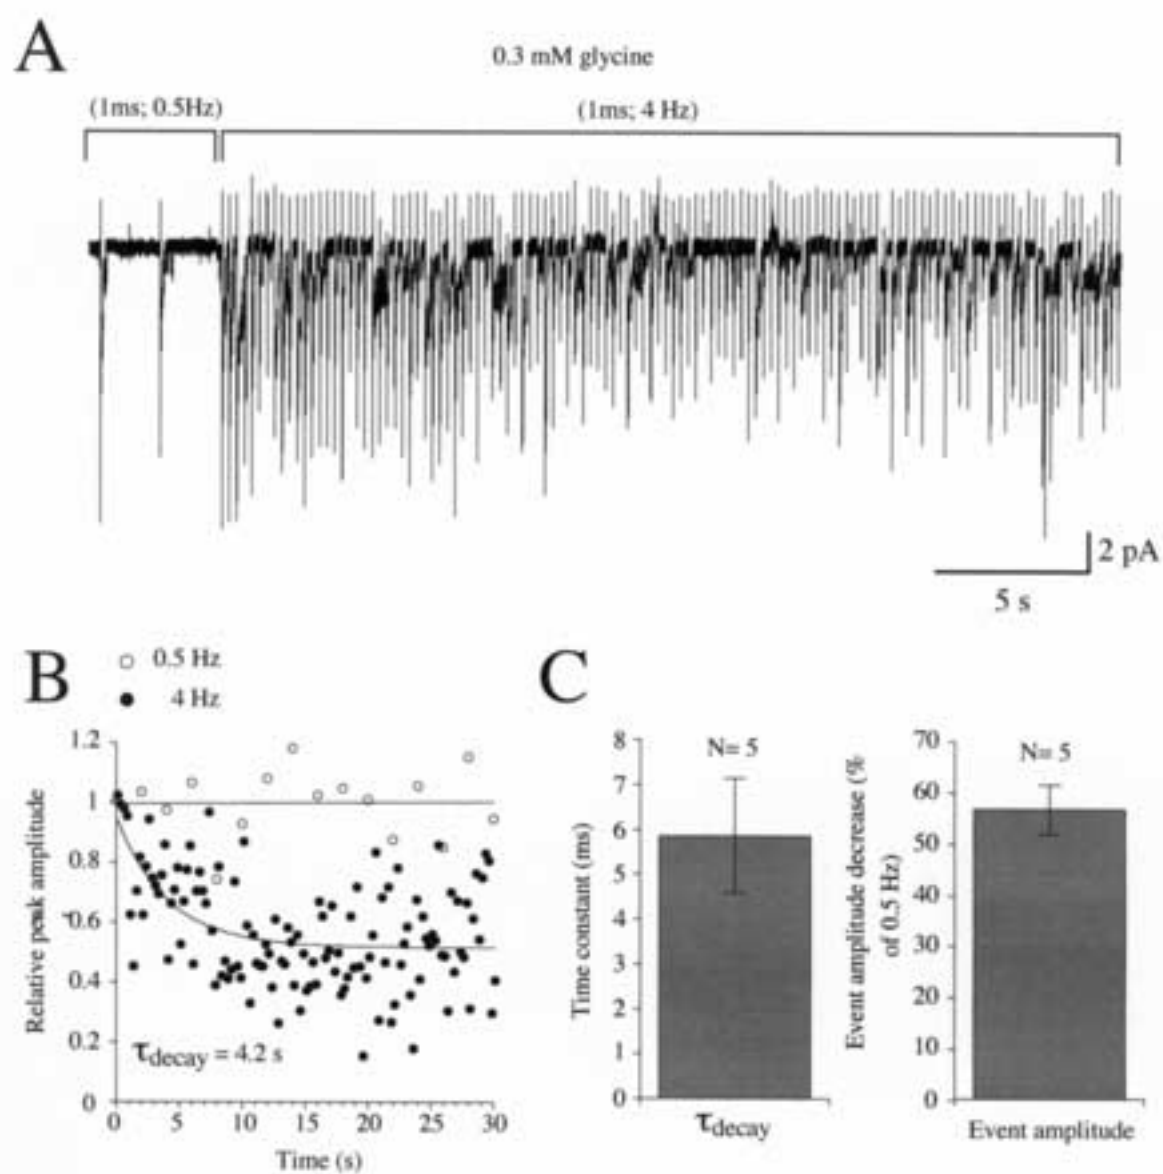 A
0.3 mM glycine
(1ms; 0.5Hz)
(1ms; 4 Hz)
2 pA
5 s
B
0.5 Hz
4 Hz
Relative peak amplitude
1.2
1
0.8
0.6
0.4
0.2
0
τdecay = 4.2 s
0 5 10 15 20 25 30
Time (s)
C
Time constant (ms)
8
7
6
5
4
3
2
1
0
N= 5
τdecay
Event amplitude decrease (%
of 0.5 Hz)
70
60
50
40
30
20
10
0
N= 5
Event amplitude